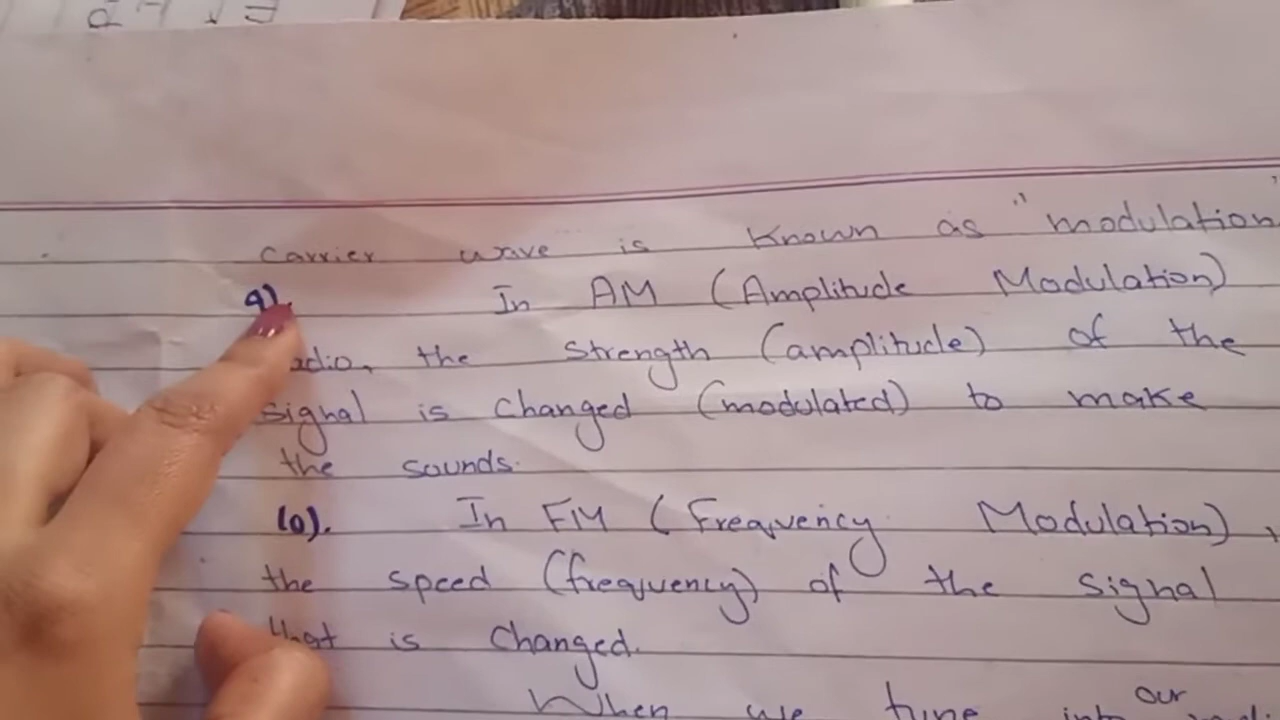 carrier wave is known as "modulation"
9). In AM (Amplitude Modulation)
adio, the strength (amplitude) of the
signal is changed (modulated) to make
the sounds.
10). In FM (Frequency Modulation),
the speed (frequency) of the signal
that is changed.
When we tune into our